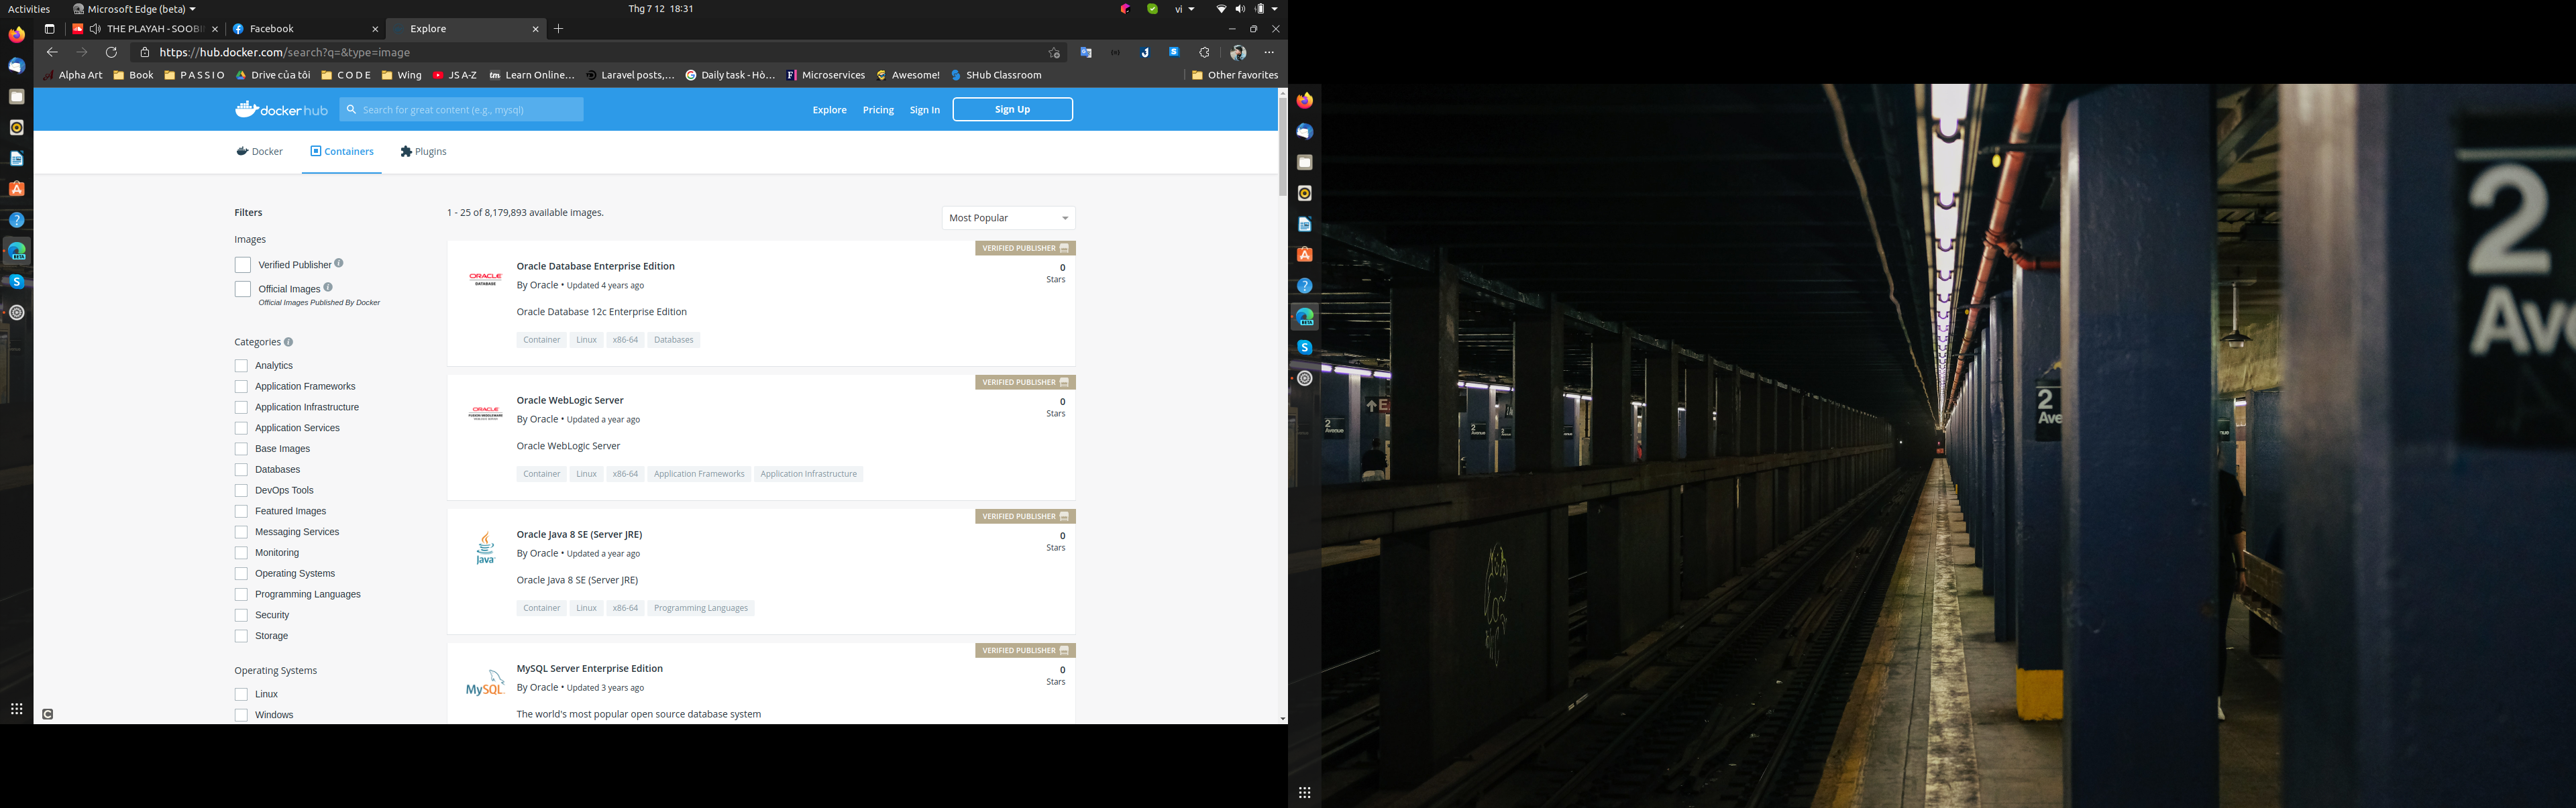 Activities
Microsoft Edge (beta)
Thg 7 12 18:31
vi
THE PLAYAH - SOOBI
Facebook
Explore
https://hub.docker.com/search?q=&type=image
Alpha Art
Book
P A S S I O
Drive của tôi
C O D E
Wing
JS A-Z
Learn Online...
Laravel posts,...
Daily task - Hò...
Microservices
Awesome!
SHub Classroom
Other favorites
docker hub
Search for great content (e.g., mysql)
Explore
Pricing
Sign In
Sign Up
Docker
Containers
Plugins
Filters
Images
Verified Publisher
Official Images
Official Images Published By Docker
Categories
Analytics
Application Frameworks
Application Infrastructure
Application Services
Base Images
Databases
DevOps Tools
Featured Images
Messaging Services
Monitoring
Operating Systems
Programming Languages
Security
Storage
Operating Systems
Linux
Windows
1 - 25 of 8,179,893 available images.
Most Popular
VERIFIED PUBLISHER
ORACLE
DATABASE
Oracle Database Enterprise Edition
By Oracle • Updated 4 years ago
Oracle Database 12c Enterprise Edition
Container Linux x86-64 Databases
0
Stars
VERIFIED PUBLISHER
ORACLE
Oracle WebLogic Server
By Oracle • Updated a year ago
Oracle WebLogic Server
Container Linux x86-64 Application Frameworks Application Infrastructure
0
Stars
VERIFIED PUBLISHER
Java
Oracle Java 8 SE (Server JRE)
By Oracle • Updated a year ago
Oracle Java 8 SE (Server JRE)
Container Linux x86-64 Programming Languages
0
Stars
VERIFIED PUBLISHER
MySQL
MySQL Server Enterprise Edition
By Oracle • Updated 3 years ago
The world's most popular open source database system
0
Stars
2
Avenue
2
Ave
2
Av